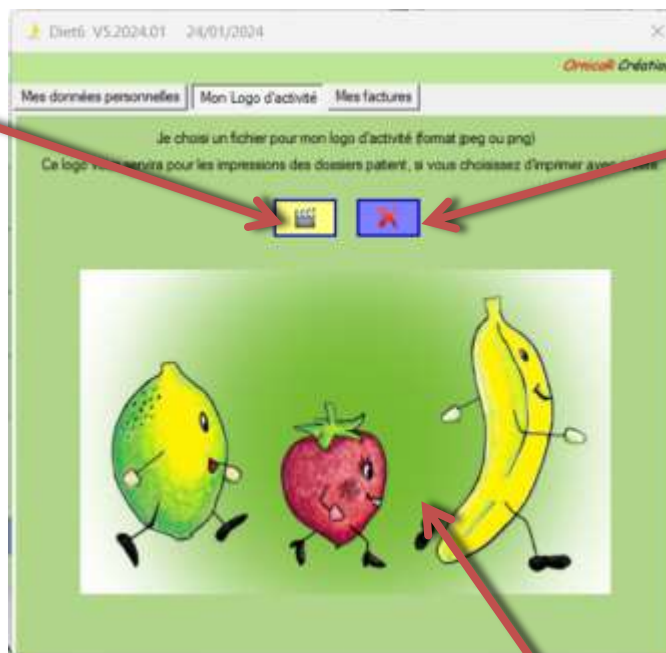 Diet6 V5.2024.01 24/01/2024
OrnicaR Création
Mes données personnelles Mon Logo d'activité Mes factures
Je choisi un fichier pour mon logo d'activité (format jpeg ou png)
Ce logo vous servira pour les impressions des dossiers patient, si vous choisissez d'imprimer avec